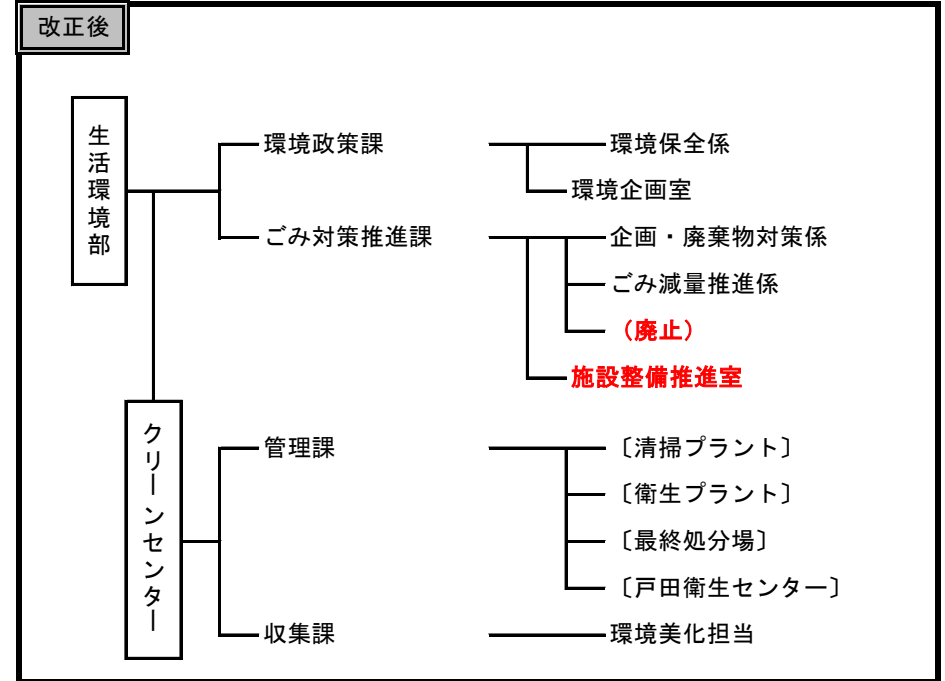 改正後
生活環境部
環境政策課
環境保全係
環境企画室
ごみ対策推進課
企画・廃棄物対策係
ごみ減量推進係
（廃止）
施設整備推進室
クリーンセンター
管理課
〔清掃プラント〕
〔衛生プラント〕
〔最終処分場〕
〔戸田衛生センター〕
収集課
環境美化担当